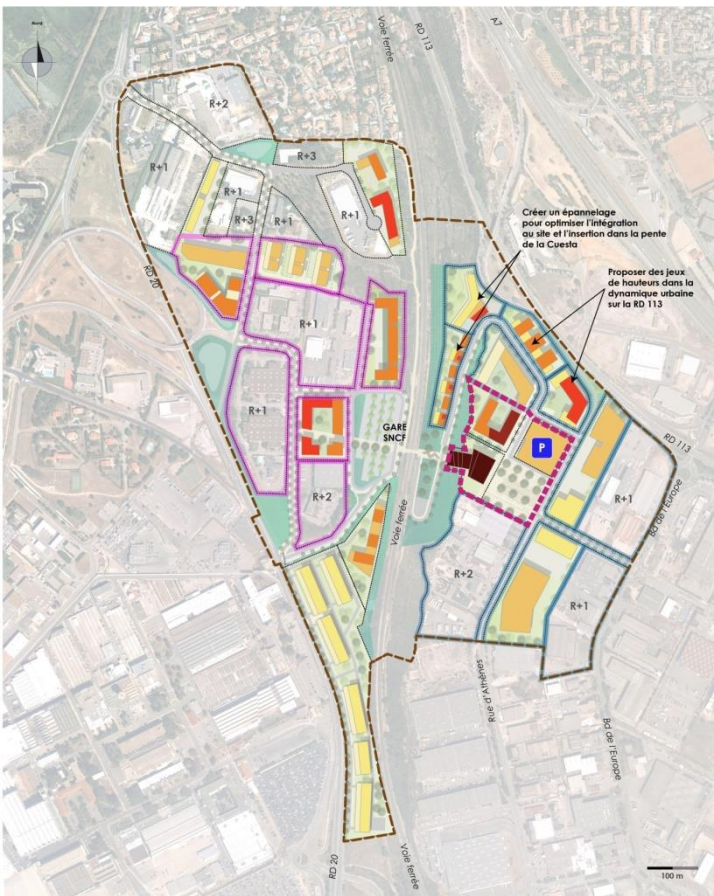 Nord
Voie ferrée
RD 113
A7
R+2
R+1
R+3
R+1
R+3
R+1
R+1
Créer un épannelage
pour optimiser l'intégration
au site et l'insertion dans la pente
de la Cuesta
Proposer des jeux
de hauteurs dans la
dynamique urbaine
sur la RD 113
RD 20
R+1
R+1
GARE
SNCF
P
RD 113
R+1
Bd de l'Europe
R+2
Voie ferrée
R+2
R+1
Rue d'Athènes
Bd de l'Europe
RD 20
Voie ferrée
100 m